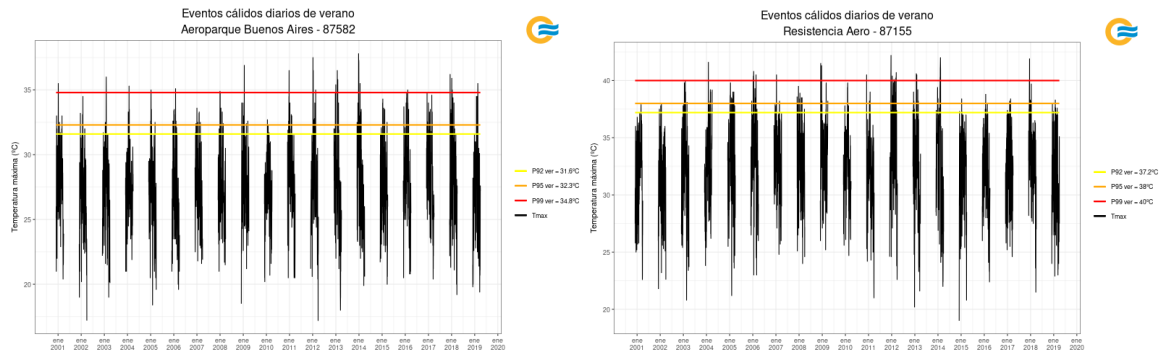 Eventos cálidos diarios de verano
Aeroparque Buenos Aires - 87582
Temperatura máxima (ºC)
35
30
25
20
ene ene ene ene ene ene ene ene ene ene ene ene ene ene ene ene ene ene ene ene
2001 2002 2003 2004 2005 2006 2007 2008 2009 2010 2011 2012 2013 2014 2015 2016 2017 2018 2019 2020
P92 ver = 31.6ºC
P95 ver = 32.3ºC
P99 ver = 34.8ºC
Tmax
Eventos cálidos diarios de verano
Resistencia Aero - 87155
Temperatura máxima (ºC)
40
35
30
25
20
ene ene ene ene ene ene ene ene ene ene ene ene ene ene ene ene ene ene ene ene
2001 2002 2003 2004 2005 2006 2007 2008 2009 2010 2011 2012 2013 2014 2015 2016 2017 2018 2019 2020
P92 ver = 37.2ºC
P95 ver = 38ºC
P99 ver = 40ºC
Tmax